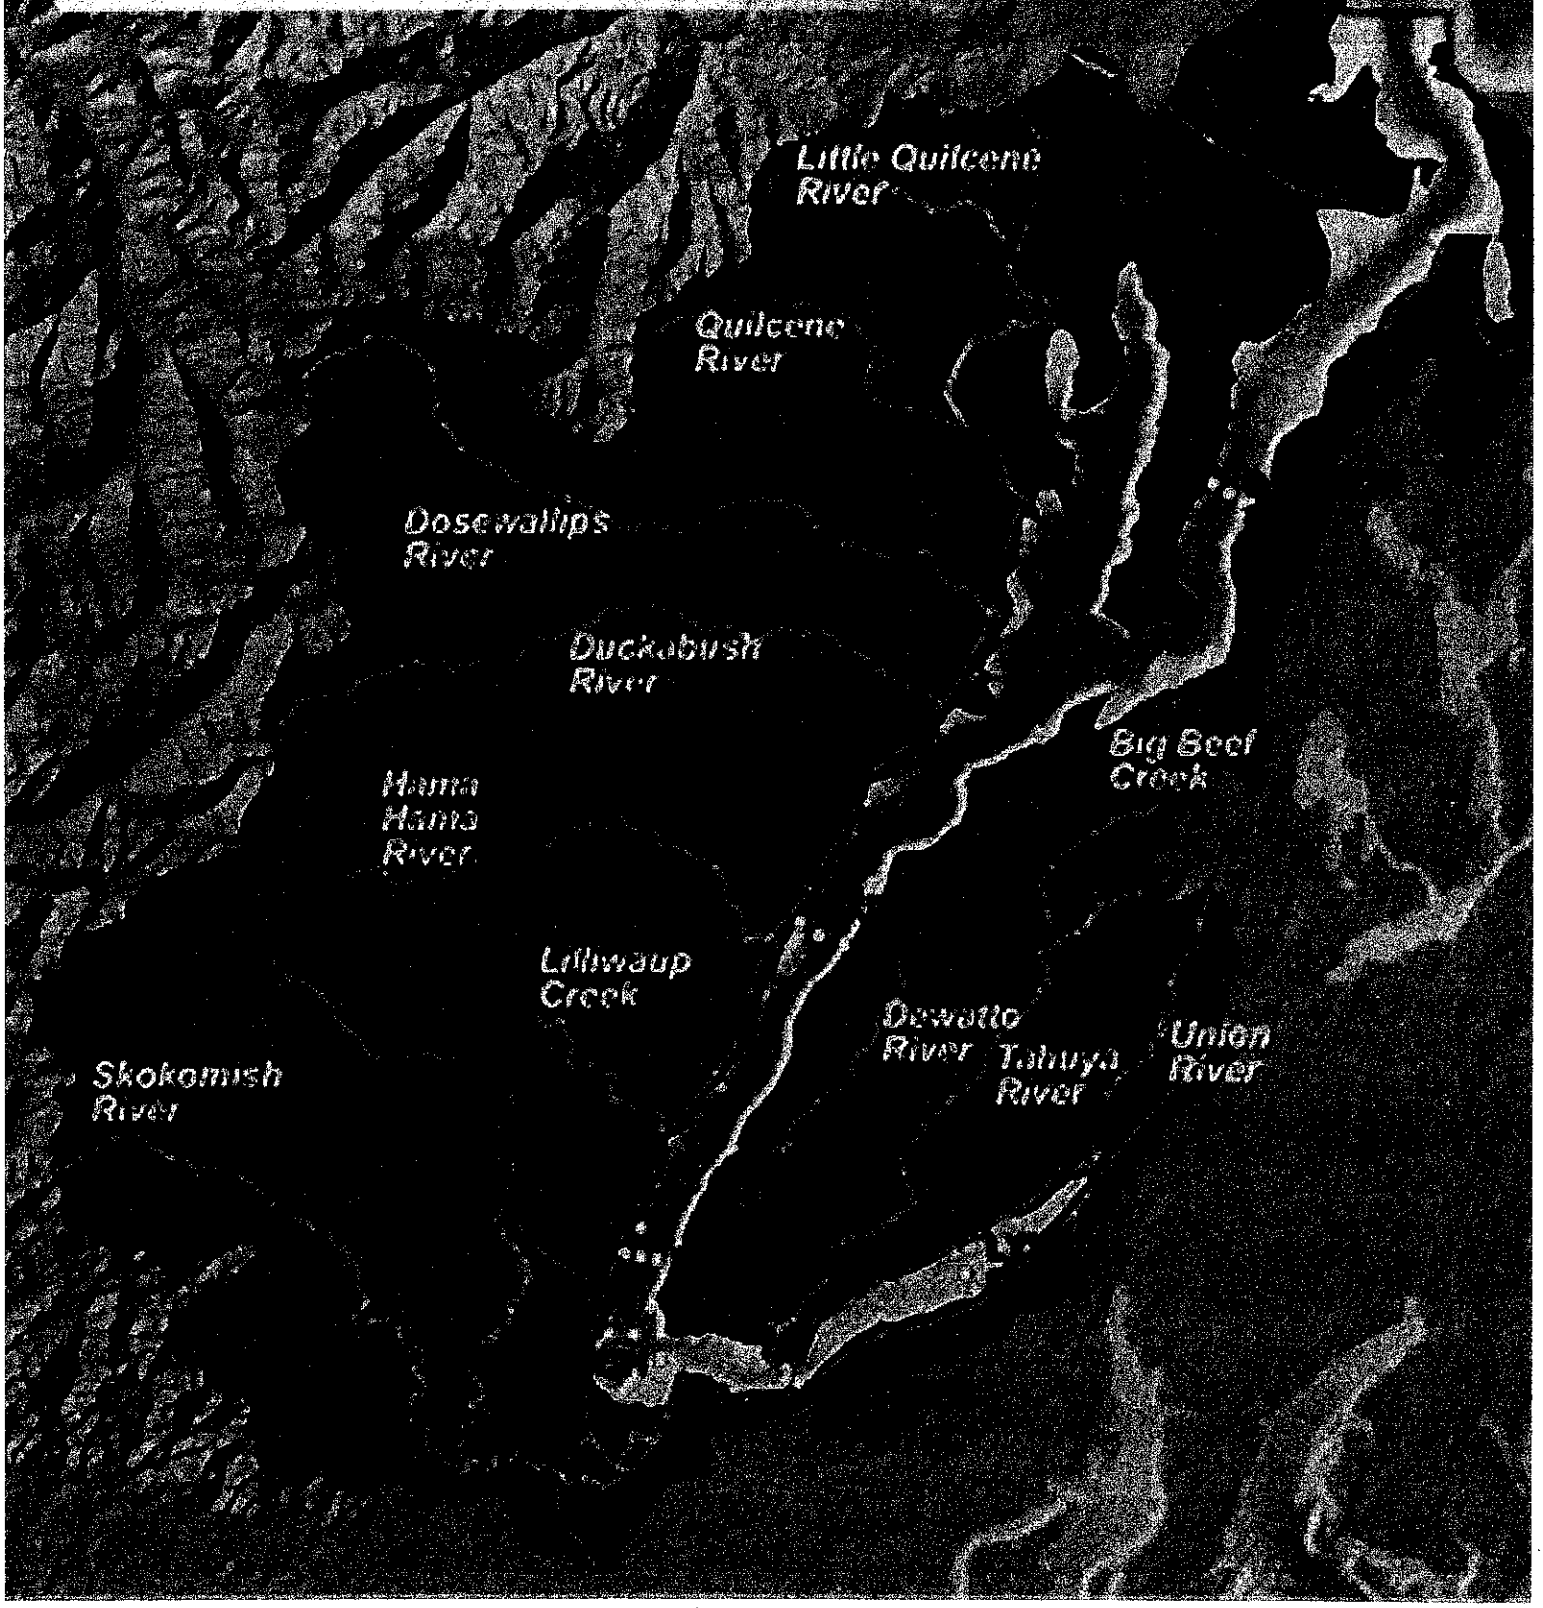 Little Quilcene
River
Quilcene
River
Dosewallips
River
Duckabush
River
Big Beef
Creek
Hama
Hama
River
Lilliwaup
Creek
Dewatto
River
Tahuya
River
Union
River
Skokomish
River